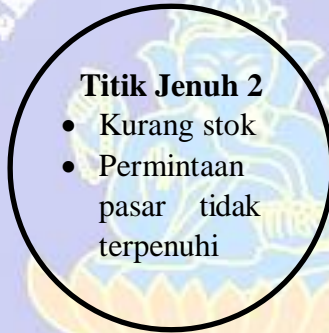 Titik Jenuh 2
• Kurang stok
• Permintaan
pasar tidak
terpenuhi